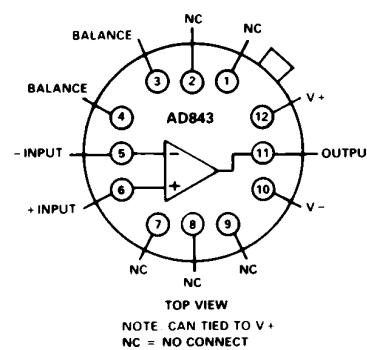 NC
BALANCE
NC
3
2
1
BALANCE
V+
4
AD843
12
- INPUT
5
-
11
OUTPU
+ INPUT
6
+
10
V-
7
8
9
NC
NC
NC
TOP VIEW
NOTE. CAN TIED TO V +
NC = NO CONNECT